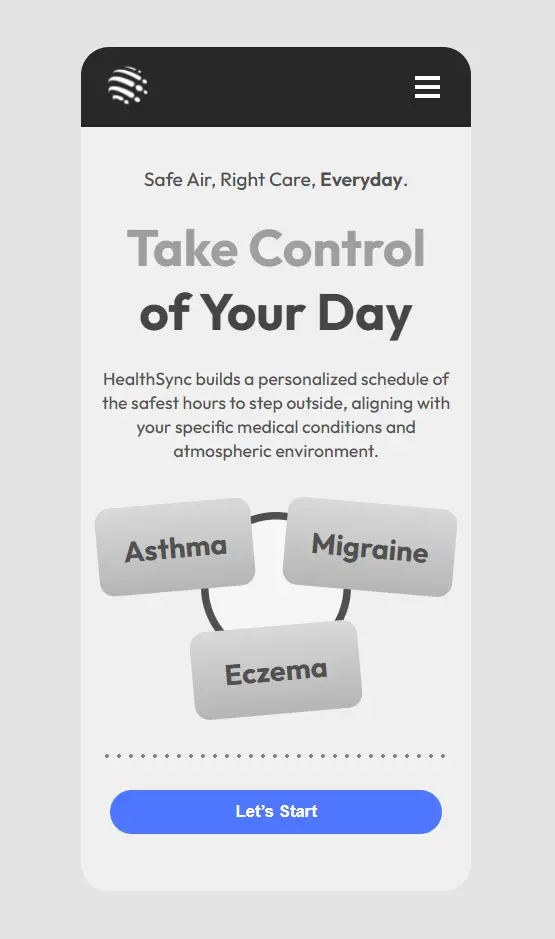 Safe Air, Right Care, Everyday.
Take Control
of Your Day
HealthSync builds a personalized schedule of
the safest hours to step outside, aligning with
your specific medical conditions and
atmospheric environment.
Asthma
Migraine
Eczema
Let’s Start